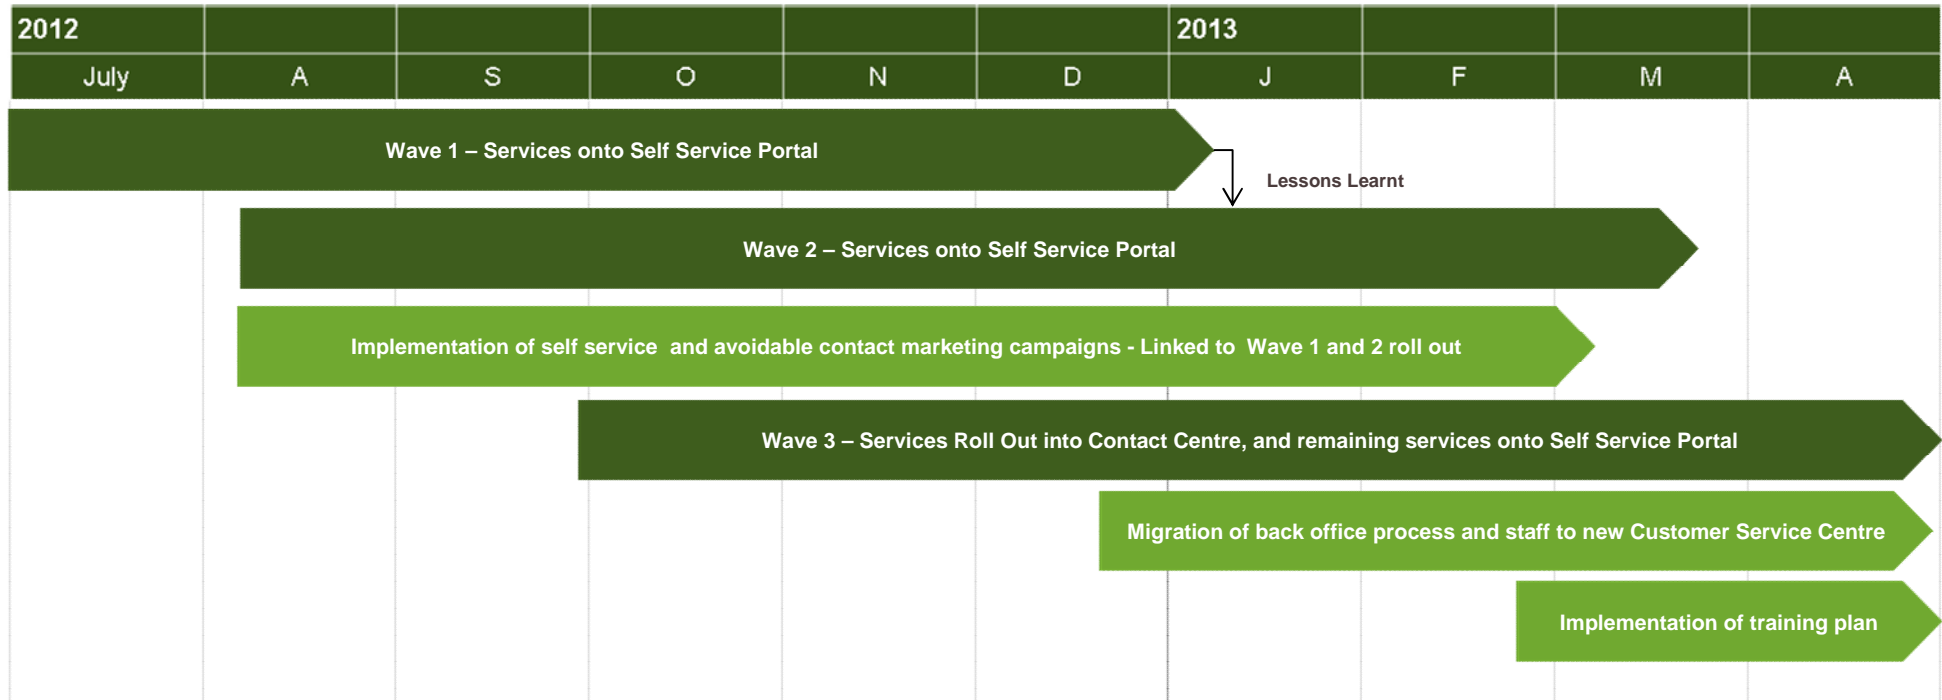 2012 2013
July A S O N D J F M A
Wave 1 – Services onto Self Service Portal
Lessons Learnt
Wave 2 – Services onto Self Service Portal
Implementation of self service  and avoidable contact marketing campaigns - Linked to  Wave 1 and 2 roll out
Wave 3 – Services Roll Out into Contact Centre, and remaining services onto Self Service Portal
Migration of back office process and staff to new Customer Service Centre
Implementation of training plan